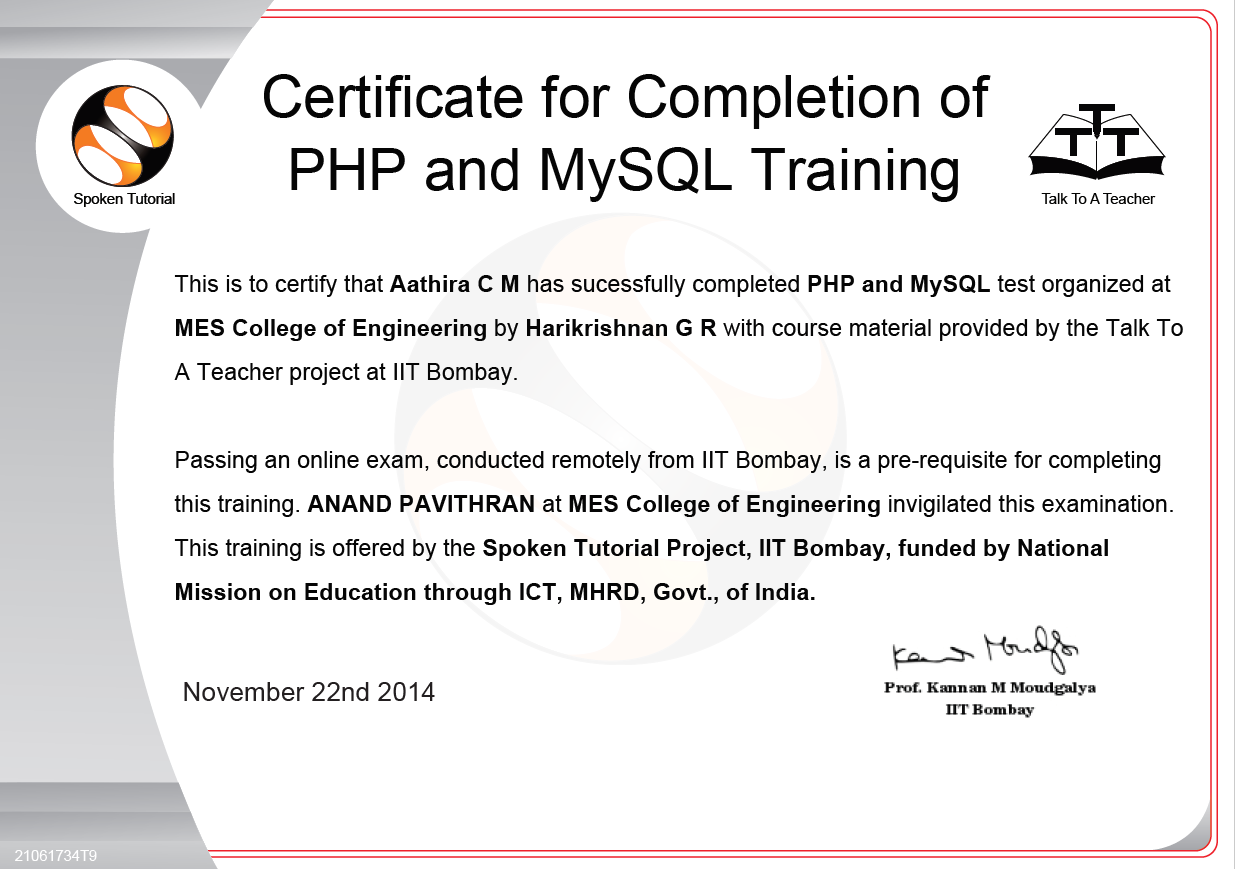 Certificate for Completion of
PHP and MySQL Training
Spoken Tutorial
TTT
Talk To A Teacher
This is to certify that Aathira C M has sucessfully completed PHP and MySQL test organized at
MES College of Engineering by Harikrishnan G R with course material provided by the Talk To
A Teacher project at IIT Bombay.
Passing an online exam, conducted remotely from IIT Bombay, is a pre-requisite for completing
this training. ANAND PAVITHRAN at MES College of Engineering invigilated this examination.
This training is offered by the Spoken Tutorial Project, IIT Bombay, funded by National
Mission on Education through ICT, MHRD, Govt., of India.
November 22nd 2014
Kannan Moudgalya
Prof. Kannan M Moudgalya
IIT Bombay
21061734T9